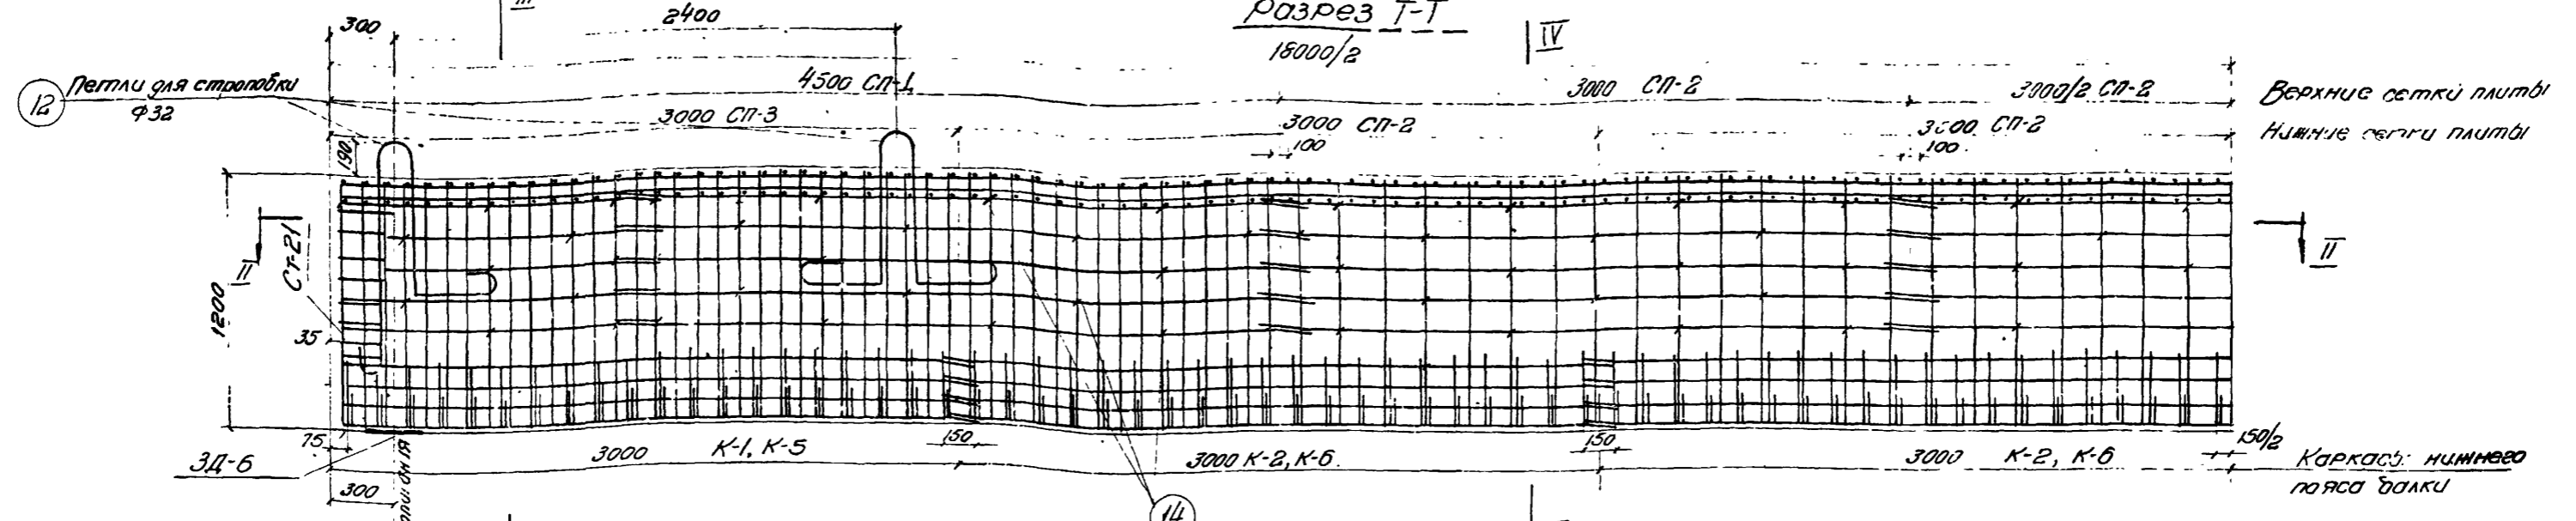 Разрез I-I
III
300
2400
18000/2
IV
12
Петли для строповки
Ф32
4500 СП-1
3000 СП-2
3000/2 СП-2
Верхние сетки плиты
3000 СП-3
3000 СП-2
3000 СП-2
Нижние сетки плиты
190
100
100
II
СТ-21
1200
35
II
75
150
150
150/2
ЗД-6
3000
К-1, К-5
3000 К-2, К-6
3000
К-2, К-6
Каркасы нижнего
пояса балки
300
14